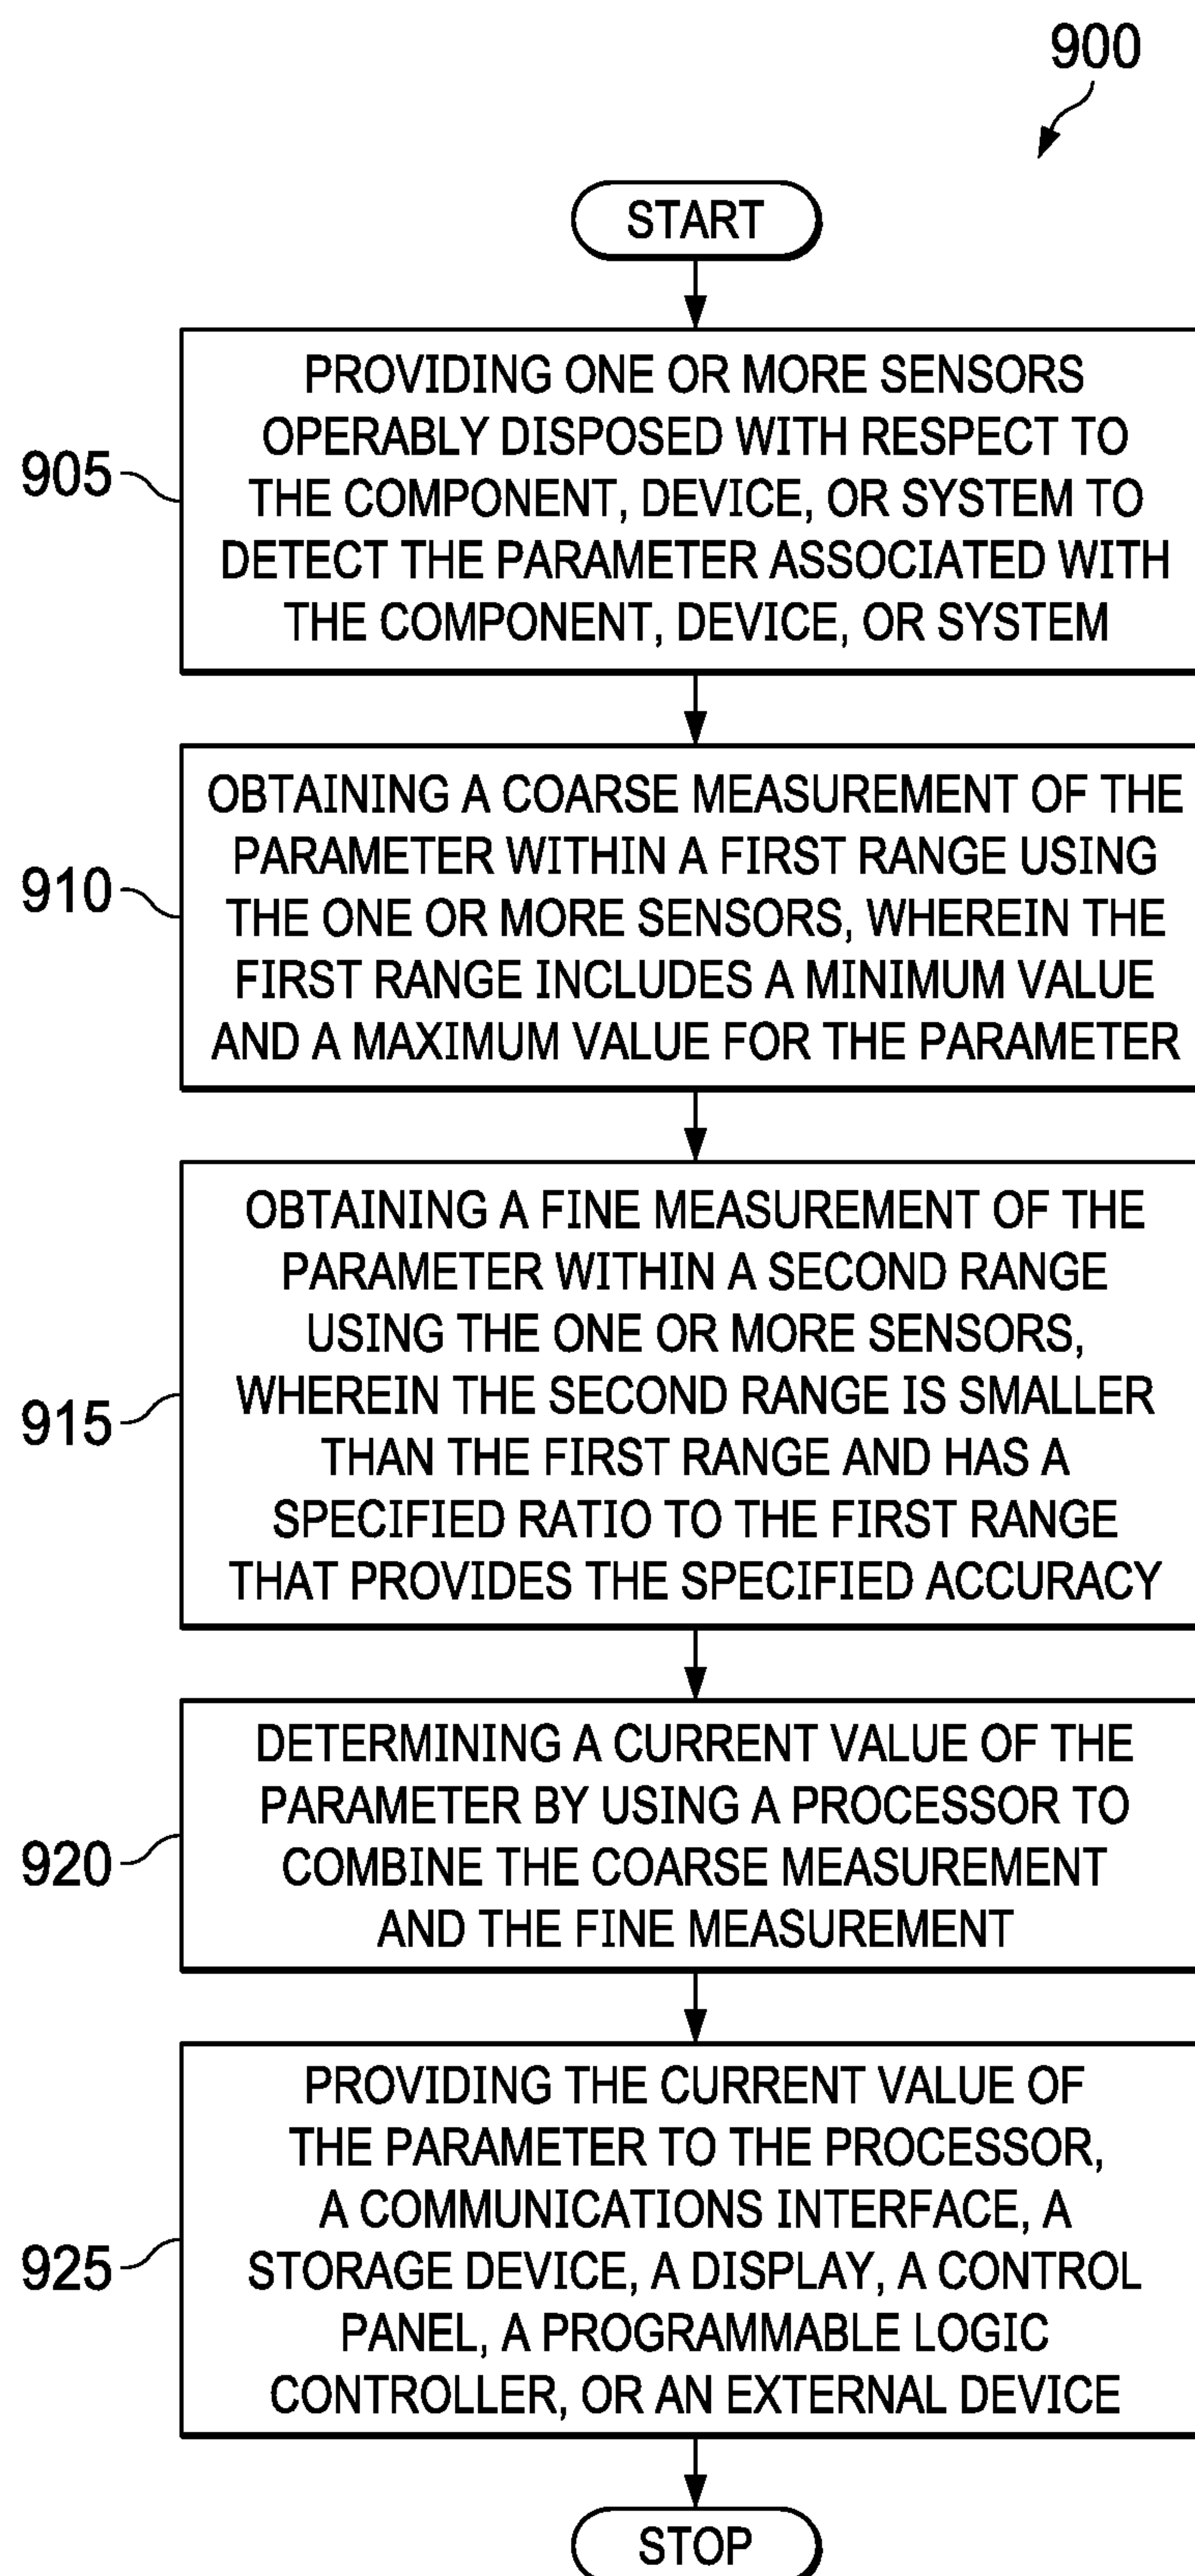 900
START
905
PROVIDING ONE OR MORE SENSORS
OPERABLY DISPOSED WITH RESPECT TO
THE COMPONENT, DEVICE, OR SYSTEM TO
DETECT THE PARAMETER ASSOCIATED WITH
THE COMPONENT, DEVICE, OR SYSTEM
910
OBTAINING A COARSE MEASUREMENT OF THE
PARAMETER WITHIN A FIRST RANGE USING
THE ONE OR MORE SENSORS, WHEREIN THE
FIRST RANGE INCLUDES A MINIMUM VALUE
AND A MAXIMUM VALUE FOR THE PARAMETER
915
OBTAINING A FINE MEASUREMENT OF THE
PARAMETER WITHIN A SECOND RANGE
USING THE ONE OR MORE SENSORS,
WHEREIN THE SECOND RANGE IS SMALLER
THAN THE FIRST RANGE AND HAS A
SPECIFIED RATIO TO THE FIRST RANGE
THAT PROVIDES THE SPECIFIED ACCURACY
920
DETERMINING A CURRENT VALUE OF THE
PARAMETER BY USING A PROCESSOR TO
COMBINE THE COARSE MEASUREMENT
AND THE FINE MEASUREMENT
925
PROVIDING THE CURRENT VALUE OF
THE PARAMETER TO THE PROCESSOR,
A COMMUNICATIONS INTERFACE, A
STORAGE DEVICE, A DISPLAY, A CONTROL
PANEL, A PROGRAMMABLE LOGIC
CONTROLLER, OR AN EXTERNAL DEVICE
STOP